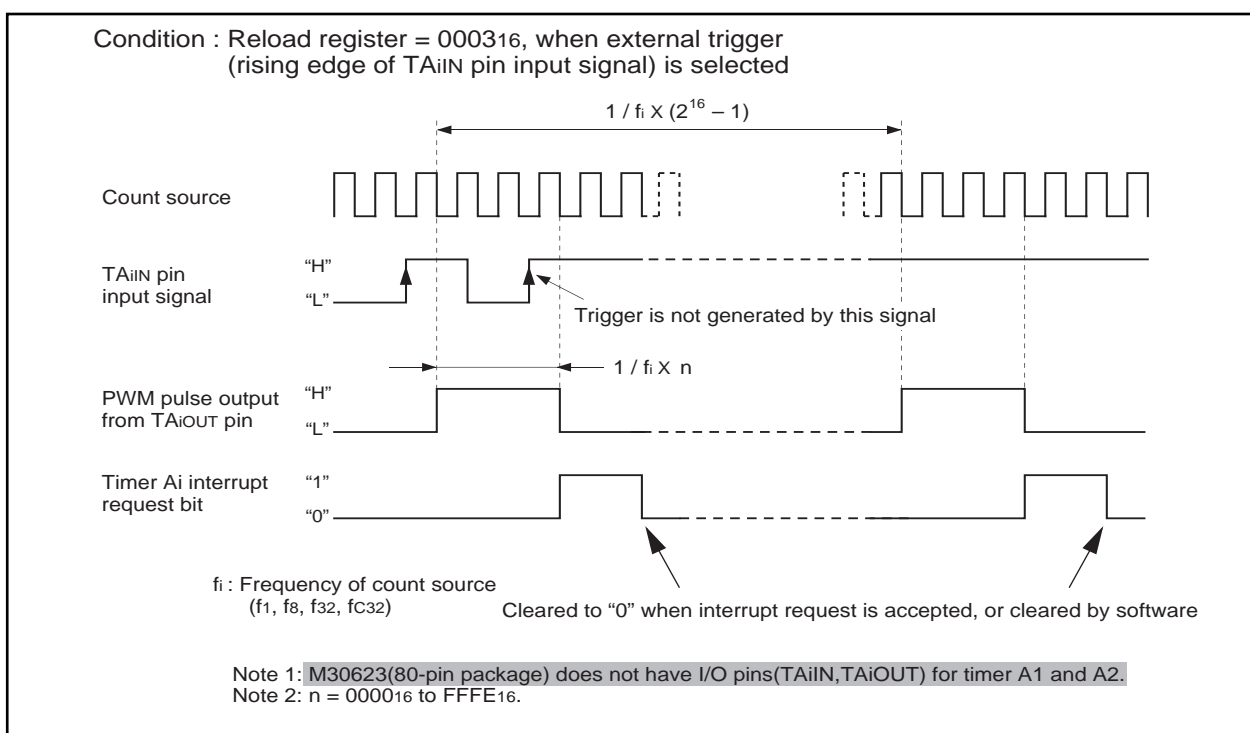 Condition : Reload register = 000316, when external trigger
(rising edge of TAiIN pin input signal) is selected
1 / fi X (2^16 – 1)
Count source
TAiIN pin
input signal
“H”
“L”
Trigger is not generated by this signal
1 / fi X n
PWM pulse output
from TAiOUT pin
“H”
“L”
Timer Ai interrupt
request bit
“1”
“0”
fi : Frequency of count source
(f1, f8, f32, fC32)
Cleared to “0” when interrupt request is accepted, or cleared by software
Note 1: M30623(80-pin package) does not have I/O pins(TAiIN,TAiOUT) for timer A1 and A2.
Note 2: n = 000016 to FFFE16.